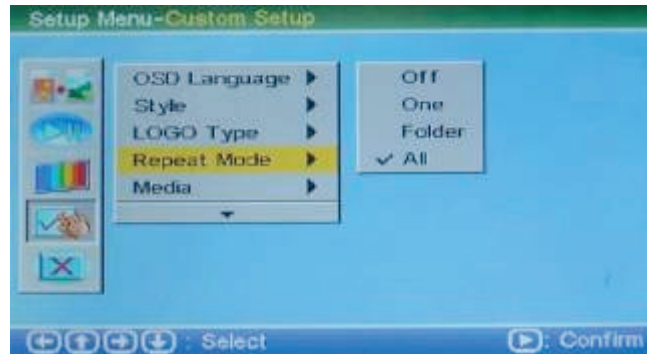 Setup Menu-Custom Setup
OSD Language
Style
LOGO Type
Repeat Mode
Media
Off
One
Folder
All
: Select
: Confirm